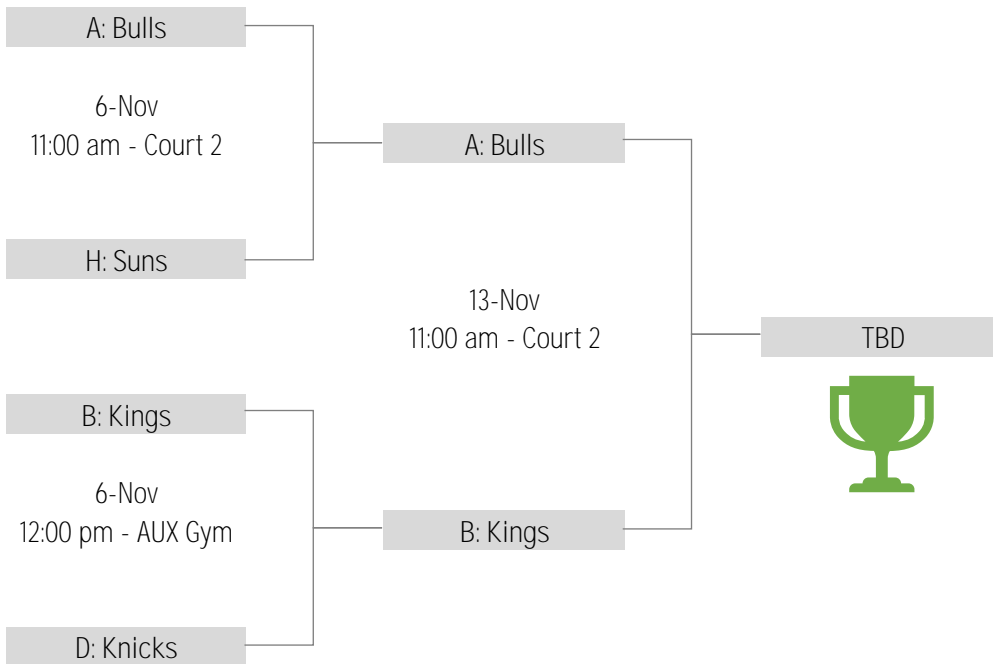 A: Bulls
6-Nov
11:00 am - Court 2
A: Bulls
H: Suns
13-Nov
11:00 am - Court 2
TBD
B: Kings
6-Nov
12:00 pm - AUX Gym
B: Kings
D: Knicks